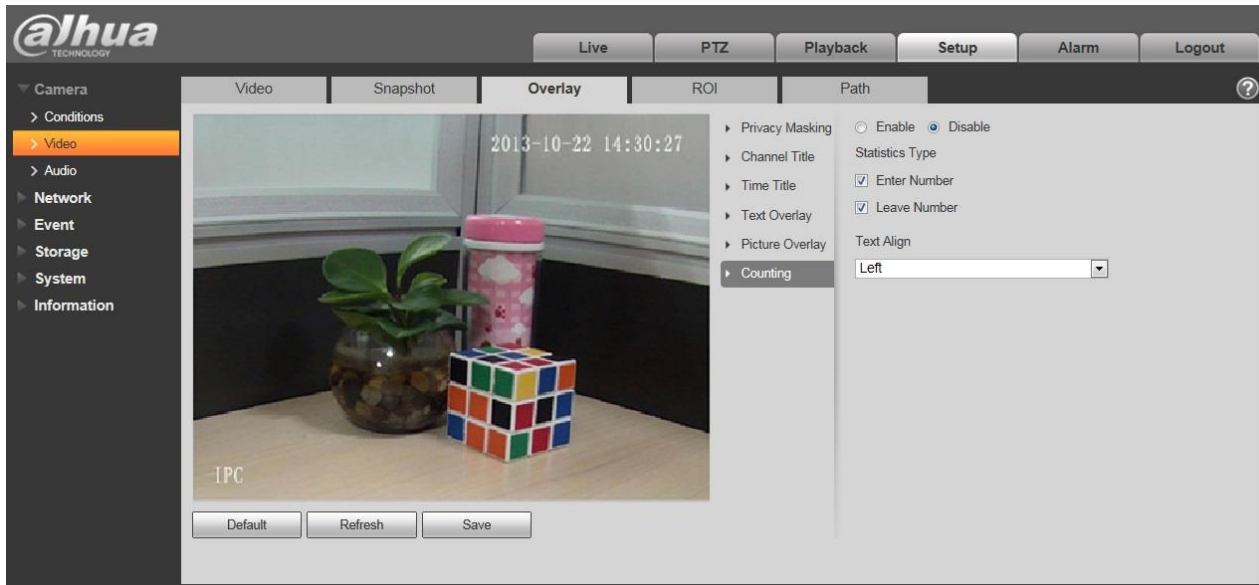 alhua
TECHNOLOGY
Live PTZ Playback Setup Alarm Logout
Camera
Conditions
Video
Audio
Network
Event
Storage
System
Information
Video Snapshot Overlay ROI Path
?
2013-10-22 14:30:27
IPC
Default Refresh Save
Privacy Masking
Channel Title
Time Title
Text Overlay
Picture Overlay
Counting
Enable Disable
Statistics Type
Enter Number
Leave Number
Text Align
Left